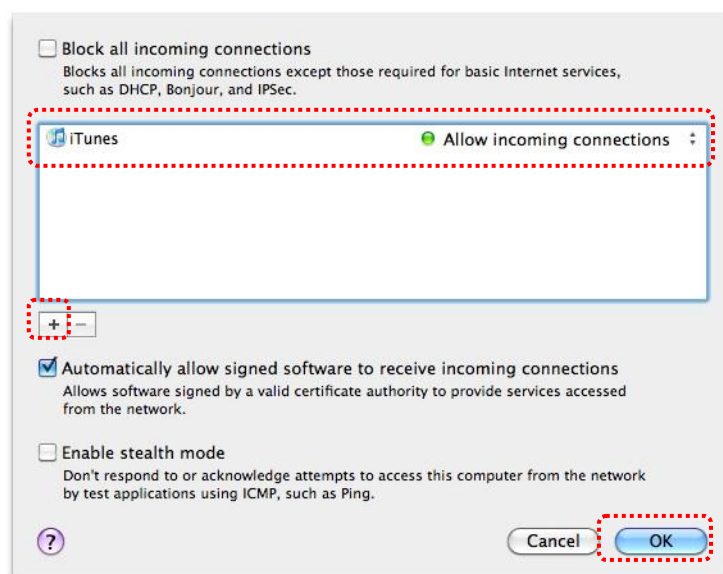 Block all incoming connections
Blocks all incoming connections except those required for basic Internet services,
such as DHCP, Bonjour, and IPSec.
iTunes Allow incoming connections
+ −
Automatically allow signed software to receive incoming connections
Allows software signed by a valid certificate authority to provide services accessed
from the network.
Enable stealth mode
Don't respond to or acknowledge attempts to access this computer from the network
by test applications using ICMP, such as Ping.
? Cancel OK